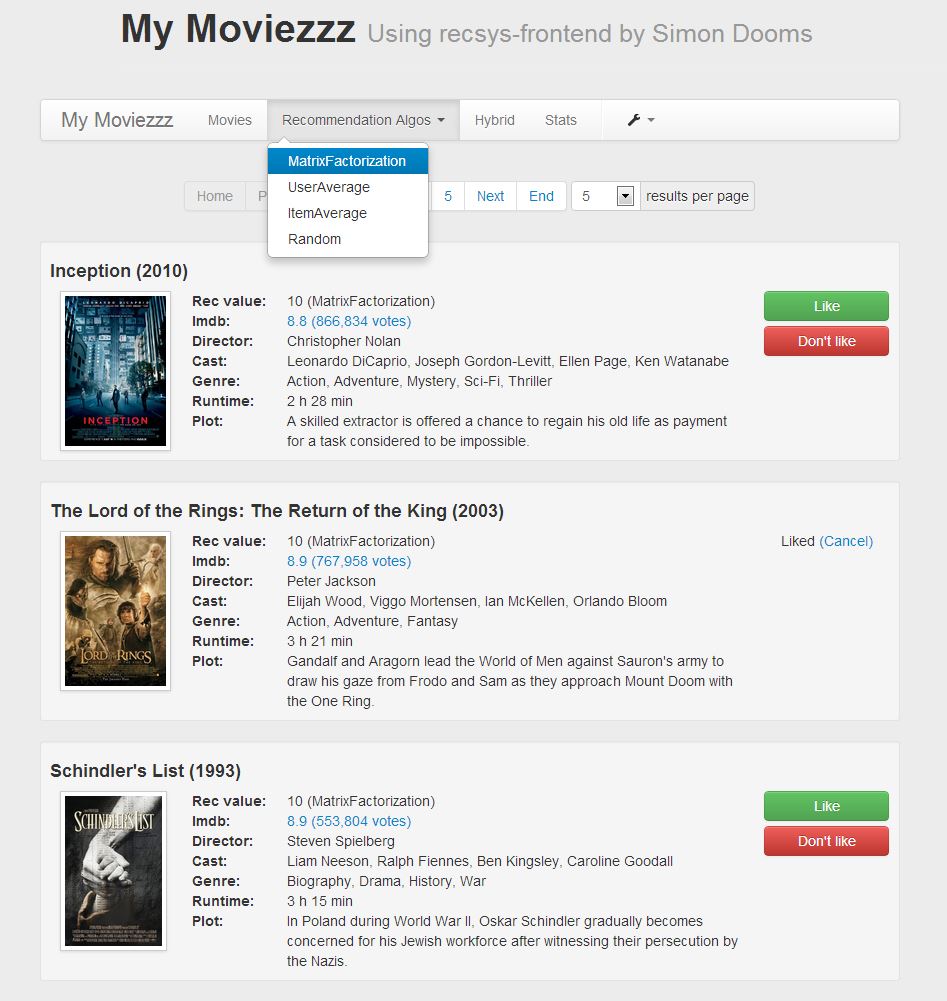 My Moviezzz Using recsys-frontend by Simon Dooms
My Moviezzz Movies Recommendation Algos Hybrid Stats
MatrixFactorization
UserAverage
ItemAverage
Random
Home P 5 Next End 5 results per page
Inception (2010)
INCEPTION
Rec value: 10 (MatrixFactorization)
Imdb: 8.8 (866,834 votes)
Director: Christopher Nolan
Cast: Leonardo DiCaprio, Joseph Gordon-Levitt, Ellen Page, Ken Watanabe
Genre: Action, Adventure, Mystery, Sci-Fi, Thriller
Runtime: 2 h 28 min
Plot: A skilled extractor is offered a chance to regain his old life as payment
for a task considered to be impossible.
Like
Don't like
The Lord of the Rings: The Return of the King (2003)
LORD OF THE RINGS
Rec value: 10 (MatrixFactorization)
Imdb: 8.9 (767,958 votes)
Director: Peter Jackson
Cast: Elijah Wood, Viggo Mortensen, Ian McKellen, Orlando Bloom
Genre: Action, Adventure, Fantasy
Runtime: 3 h 21 min
Plot: Gandalf and Aragorn lead the World of Men against Sauron's army to
draw his gaze from Frodo and Sam as they approach Mount Doom with
the One Ring.
Liked (Cancel)
Schindler's List (1993)
SCHINDLER'S LIST
Rec value: 10 (MatrixFactorization)
Imdb: 8.9 (553,804 votes)
Director: Steven Spielberg
Cast: Liam Neeson, Ralph Fiennes, Ben Kingsley, Caroline Goodall
Genre: Biography, Drama, History, War
Runtime: 3 h 15 min
Plot: In Poland during World War II, Oskar Schindler gradually becomes
concerned for his Jewish workforce after witnessing their persecution by
the Nazis.
Like
Don't like